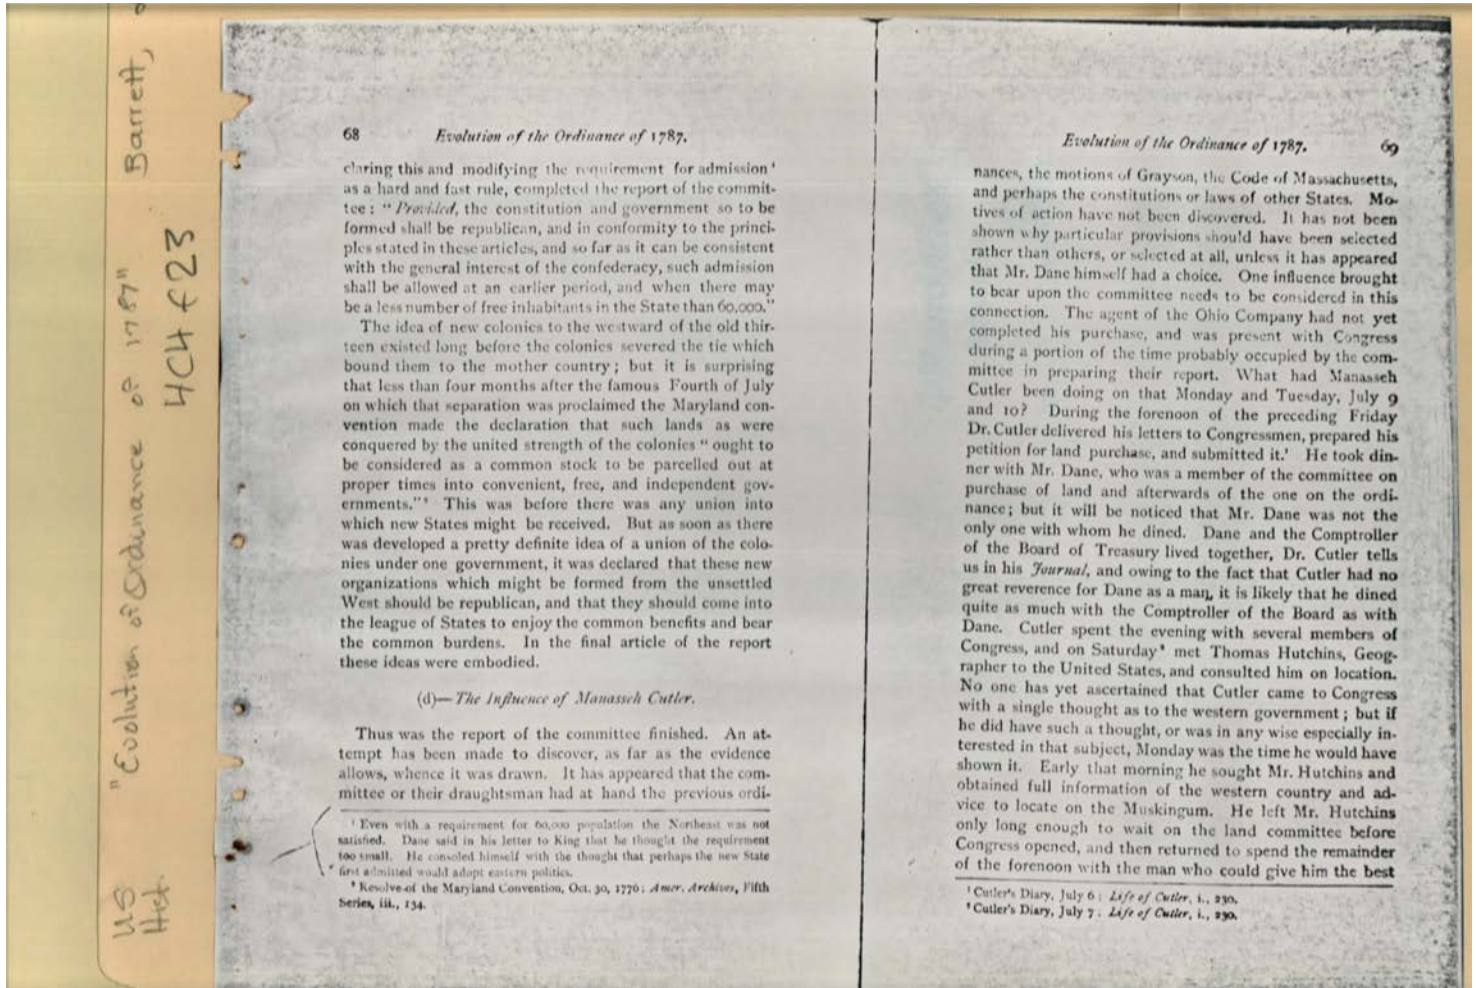 US "Evolution of Ordinance of 1787" Barrett,
Hist. 4CH f23
68 Evolution of the Ordinance of 1787.
claring this and modifying the requirement for admission¹
as a hard and fast rule, completed the report of the commit-
tee: "Provided, the constitution and government so to be
formed shall be republican, and in conformity to the princi-
ples stated in these articles, and so far as it can be consistent
with the general interest of the confederacy, such admission
shall be allowed at an earlier period, and when there may
be a less number of free inhabitants in the State than 60,000."
The idea of new colonies to the westward of the old thir-
teen existed long before the colonies severed the tie which
bound them to the mother country; but it is surprising
that less than four months after the famous Fourth of July
on which that separation was proclaimed the Maryland con-
vention made the declaration that such lands as were
conquered by the united strength of the colonies "ought to
be considered as a common stock to be parcelled out at
proper times into convenient, free, and independent gov-
ernments."² This was before there was any union into
which new States might be received. But as soon as there
was developed a pretty definite idea of a union of the colo-
nies under one government, it was declared that these new
organizations which might be formed from the unsettled
West should be republican, and that they should come into
the league of States to enjoy the common benefits and bear
the common burdens. In the final article of the report
these ideas were embodied.
(d)—The Influence of Manasseh Cutler.
Thus was the report of the committee finished. An at-
tempt has been made to discover, as far as the evidence
allows, whence it was drawn. It has appeared that the com-
mittee or their draughtsman had at hand the previous ordi-
¹ Even with a requirement for 60,000 population the Northeast was not
satisfied. Dane said in his letter to King that he thought the requirement
too small. He consoled himself with the thought that perhaps the new State
first admitted would adopt eastern politics.
² Resolve of the Maryland Convention, Oct. 30, 1776: Amer. Archives, Fifth
Series, iii., 134.
Evolution of the Ordinance of 1787. 69
nances, the motions of Grayson, the Code of Massachusetts,
and perhaps the constitutions or laws of other States. Mo-
tives of action have not been discovered. It has not been
shown why particular provisions should have been selected
rather than others, or selected at all, unless it has appeared
that Mr. Dane himself had a choice. One influence brought
to bear upon the committee needs to be considered in this
connection. The agent of the Ohio Company had not yet
completed his purchase, and was present with Congress
during a portion of the time probably occupied by the com-
mittee in preparing their report. What had Manasseh
Cutler been doing on that Monday and Tuesday, July 9
and 10? During the forenoon of the preceding Friday
Dr. Cutler delivered his letters to Congressmen, prepared his
petition for land purchase, and submitted it.¹ He took din-
ner with Mr. Dane, who was a member of the committee on
purchase of land and afterwards of the one on the ordi-
nance; but it will be noticed that Mr. Dane was not the
only one with whom he dined. Dane and the Comptroller
of the Board of Treasury lived together, Dr. Cutler tells
us in his Journal, and owing to the fact that Cutler had no
great reverence for Dane as a man, it is likely that he dined
quite as much with the Comptroller of the Board as with
Dane. Cutler spent the evening with several members of
Congress, and on Saturday² met Thomas Hutchins, Geog-
rapher to the United States, and consulted him on location.
No one has yet ascertained that Cutler came to Congress
with a single thought as to the western government; but if
he did have such a thought, or was in any wise especially in-
terested in that subject, Monday was the time he would have
shown it. Early that morning he sought Mr. Hutchins and
obtained full information of the western country and ad-
vice to locate on the Muskingum. He left Mr. Hutchins
only long enough to wait on the land committee before
Congress opened, and then returned to spend the remainder
of the forenoon with the man who could give him the best
¹ Cutler's Diary, July 6: Life of Cutler, i., 230.
² Cutler's Diary, July 7: Life of Cutler, i., 230.